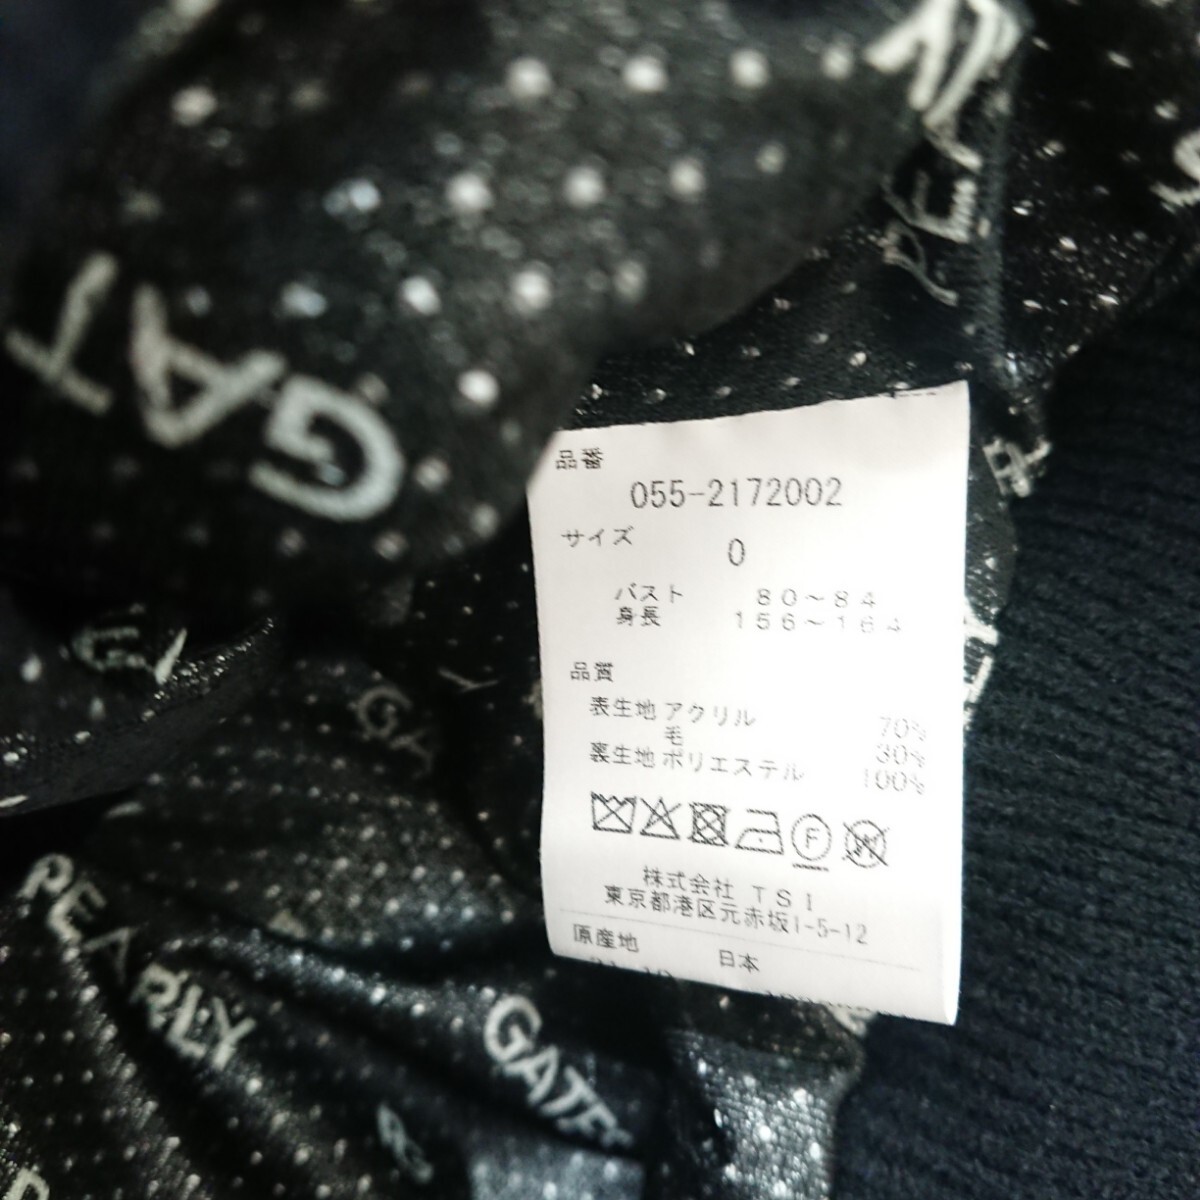 品番
055-2172002
サイズ 0
バスト 80～84
身長 156～164
品質
表生地 アクリル 70%
毛 30%
裏生地 ポリエステル 100%
F
W
株式会社 TSI
東京都港区元赤坂1-5-12
原産地 日本
GAT
PEARLY
GATES